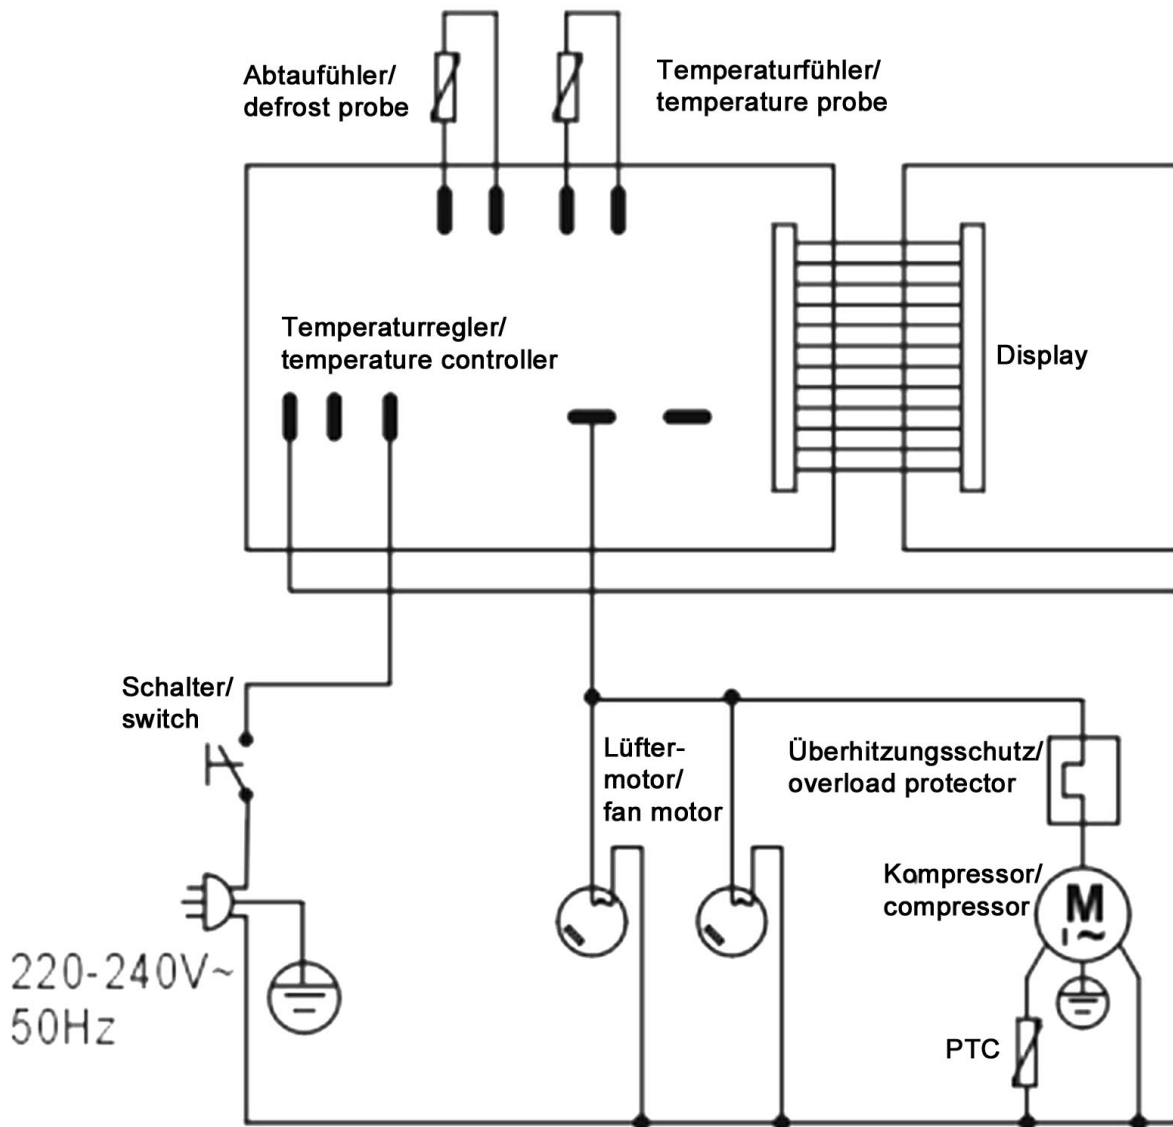 Abtaufühler/
defrost probe
Temperaturfühler/
temperature probe
Temperaturregler/
temperature controller
Display
Schalter/
switch
Lüfter-
motor/
fan motor
Überhitzungsschutz/
overload protector
Kompressor/
compressor
M
I ~
220-240V~
50Hz
PTC